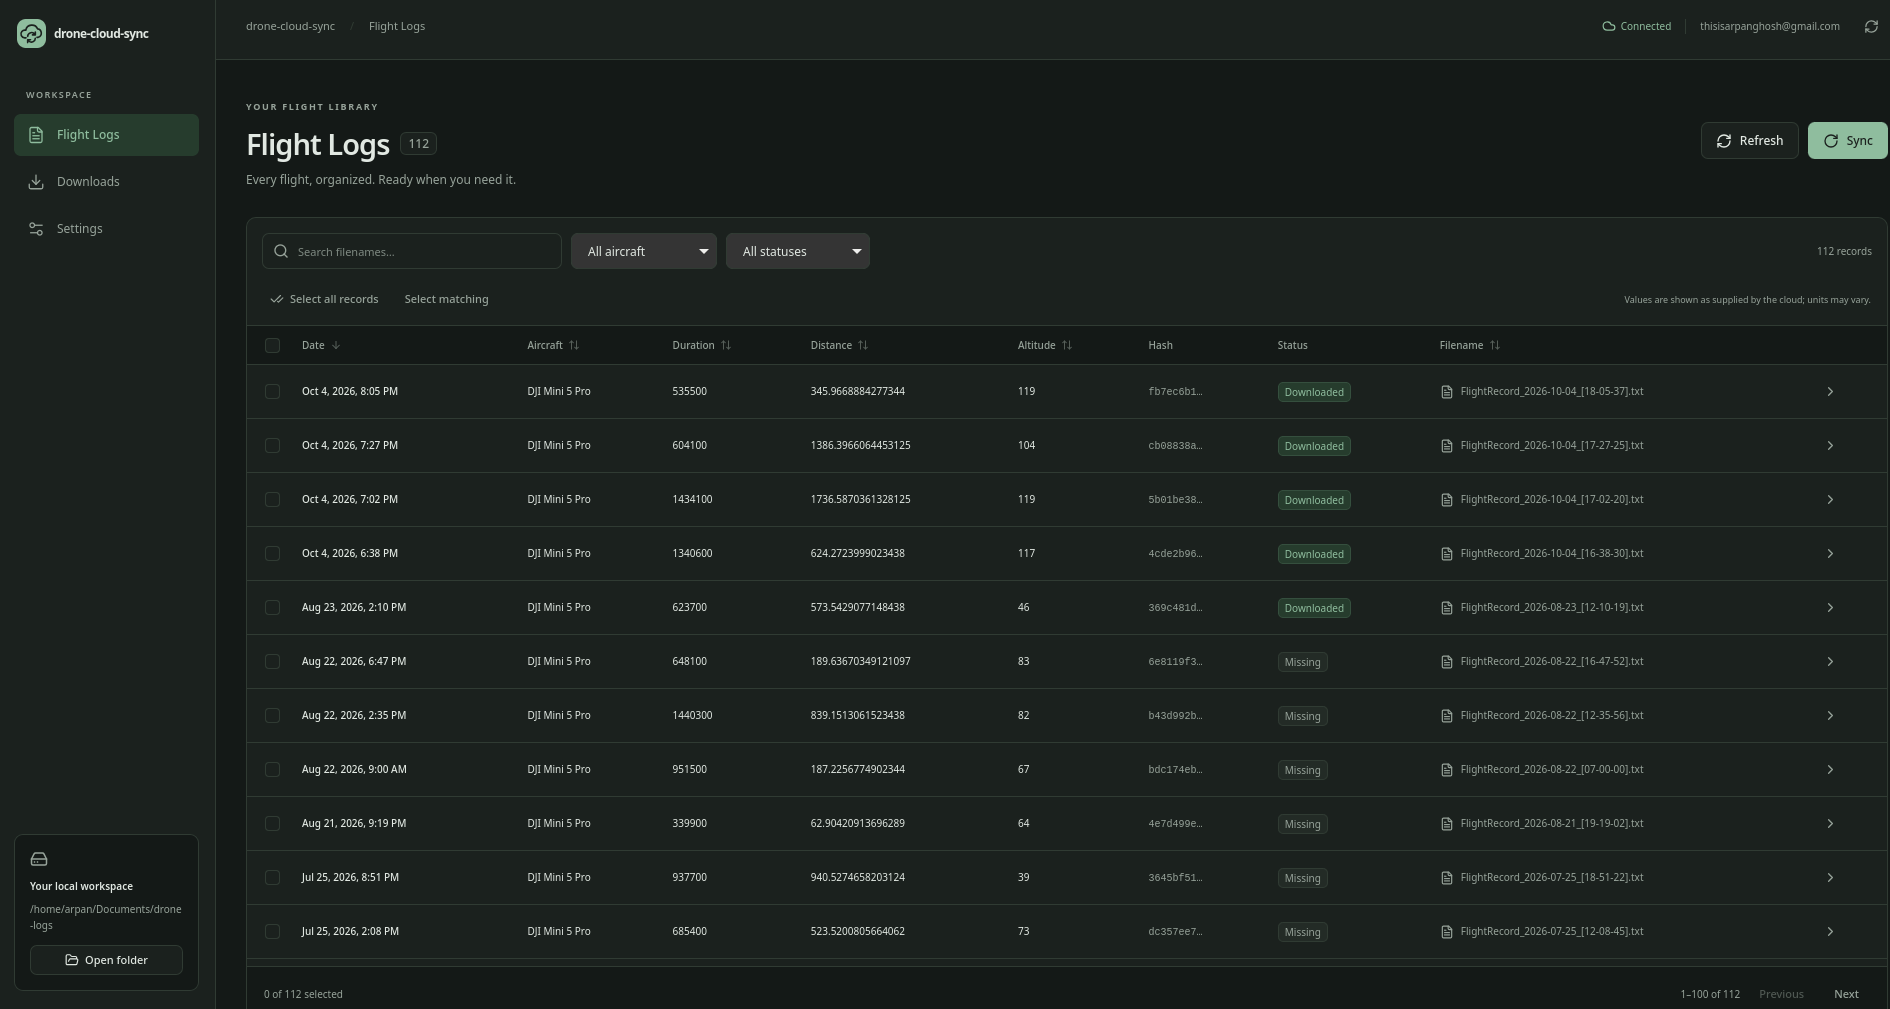 drone-cloud-sync
WORKSPACE
Flight Logs
Downloads
Settings
Your local workspace
/home/arpan/Documents/drone
-logs
Open folder
drone-cloud-sync / Flight Logs
Connected
thisisarpanghosh@gmail.com
YOUR FLIGHT LIBRARY
Flight Logs 112
Every flight, organized. Ready when you need it.
Refresh
Sync
Search filenames...
All aircraft
All statuses
112 records
Select all records
Select matching
Values are shown as supplied by the cloud; units may vary.
Date Aircraft Duration Distance Altitude Hash Status Filename
Oct 4, 2026, 8:05 PM DJI Mini 5 Pro 535500 345.9668884277344 119 fb7ec6b1… Downloaded FlightRecord_2026-10-04_[18-05-37].txt
Oct 4, 2026, 7:27 PM DJI Mini 5 Pro 604100 1386.3966064453125 104 cb08838a… Downloaded FlightRecord_2026-10-04_[17-27-25].txt
Oct 4, 2026, 7:02 PM DJI Mini 5 Pro 1434100 1736.5870361328125 119 5b01be38… Downloaded FlightRecord_2026-10-04_[17-02-20].txt
Oct 4, 2026, 6:38 PM DJI Mini 5 Pro 1340600 624.2723999023438 117 4cde2b96… Downloaded FlightRecord_2026-10-04_[16-38-30].txt
Aug 23, 2026, 2:10 PM DJI Mini 5 Pro 623700 573.5429077148438 46 369c481d… Downloaded FlightRecord_2026-08-23_[12-10-19].txt
Aug 22, 2026, 6:47 PM DJI Mini 5 Pro 648100 189.63670349121097 83 6e8119f3… Missing FlightRecord_2026-08-22_[16-47-52].txt
Aug 22, 2026, 2:35 PM DJI Mini 5 Pro 1440300 839.1513061523438 82 b43d992b… Missing FlightRecord_2026-08-22_[12-35-56].txt
Aug 22, 2026, 9:00 AM DJI Mini 5 Pro 951500 187.2256774902344 67 bdc174eb… Missing FlightRecord_2026-08-22_[07-00-00].txt
Aug 21, 2026, 9:19 PM DJI Mini 5 Pro 339900 62.90420913696289 64 4e7d499e… Missing FlightRecord_2026-08-21_[19-19-02].txt
Jul 25, 2026, 8:51 PM DJI Mini 5 Pro 937700 940.5274658203124 39 3645bf51… Missing FlightRecord_2026-07-25_[18-51-22].txt
Jul 25, 2026, 2:08 PM DJI Mini 5 Pro 685400 523.5200805664062 73 dc357ee7… Missing FlightRecord_2026-07-25_[12-08-45].txt
0 of 112 selected
1–100 of 112 Previous Next